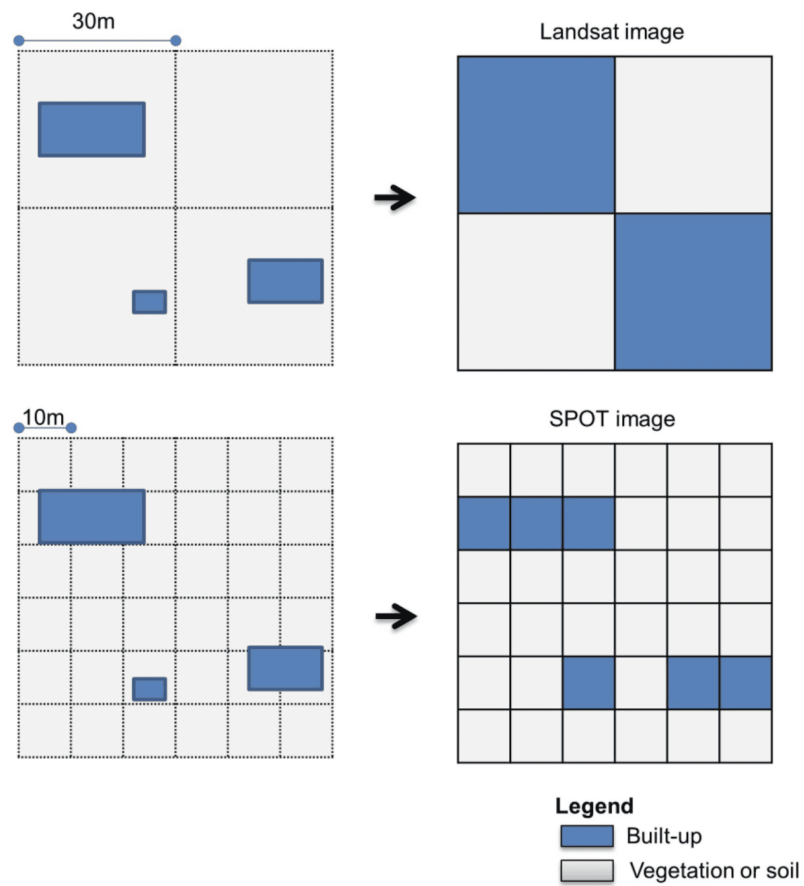 30m
Landsat image
10m
SPOT image
Legend
Built-up
Vegetation or soil